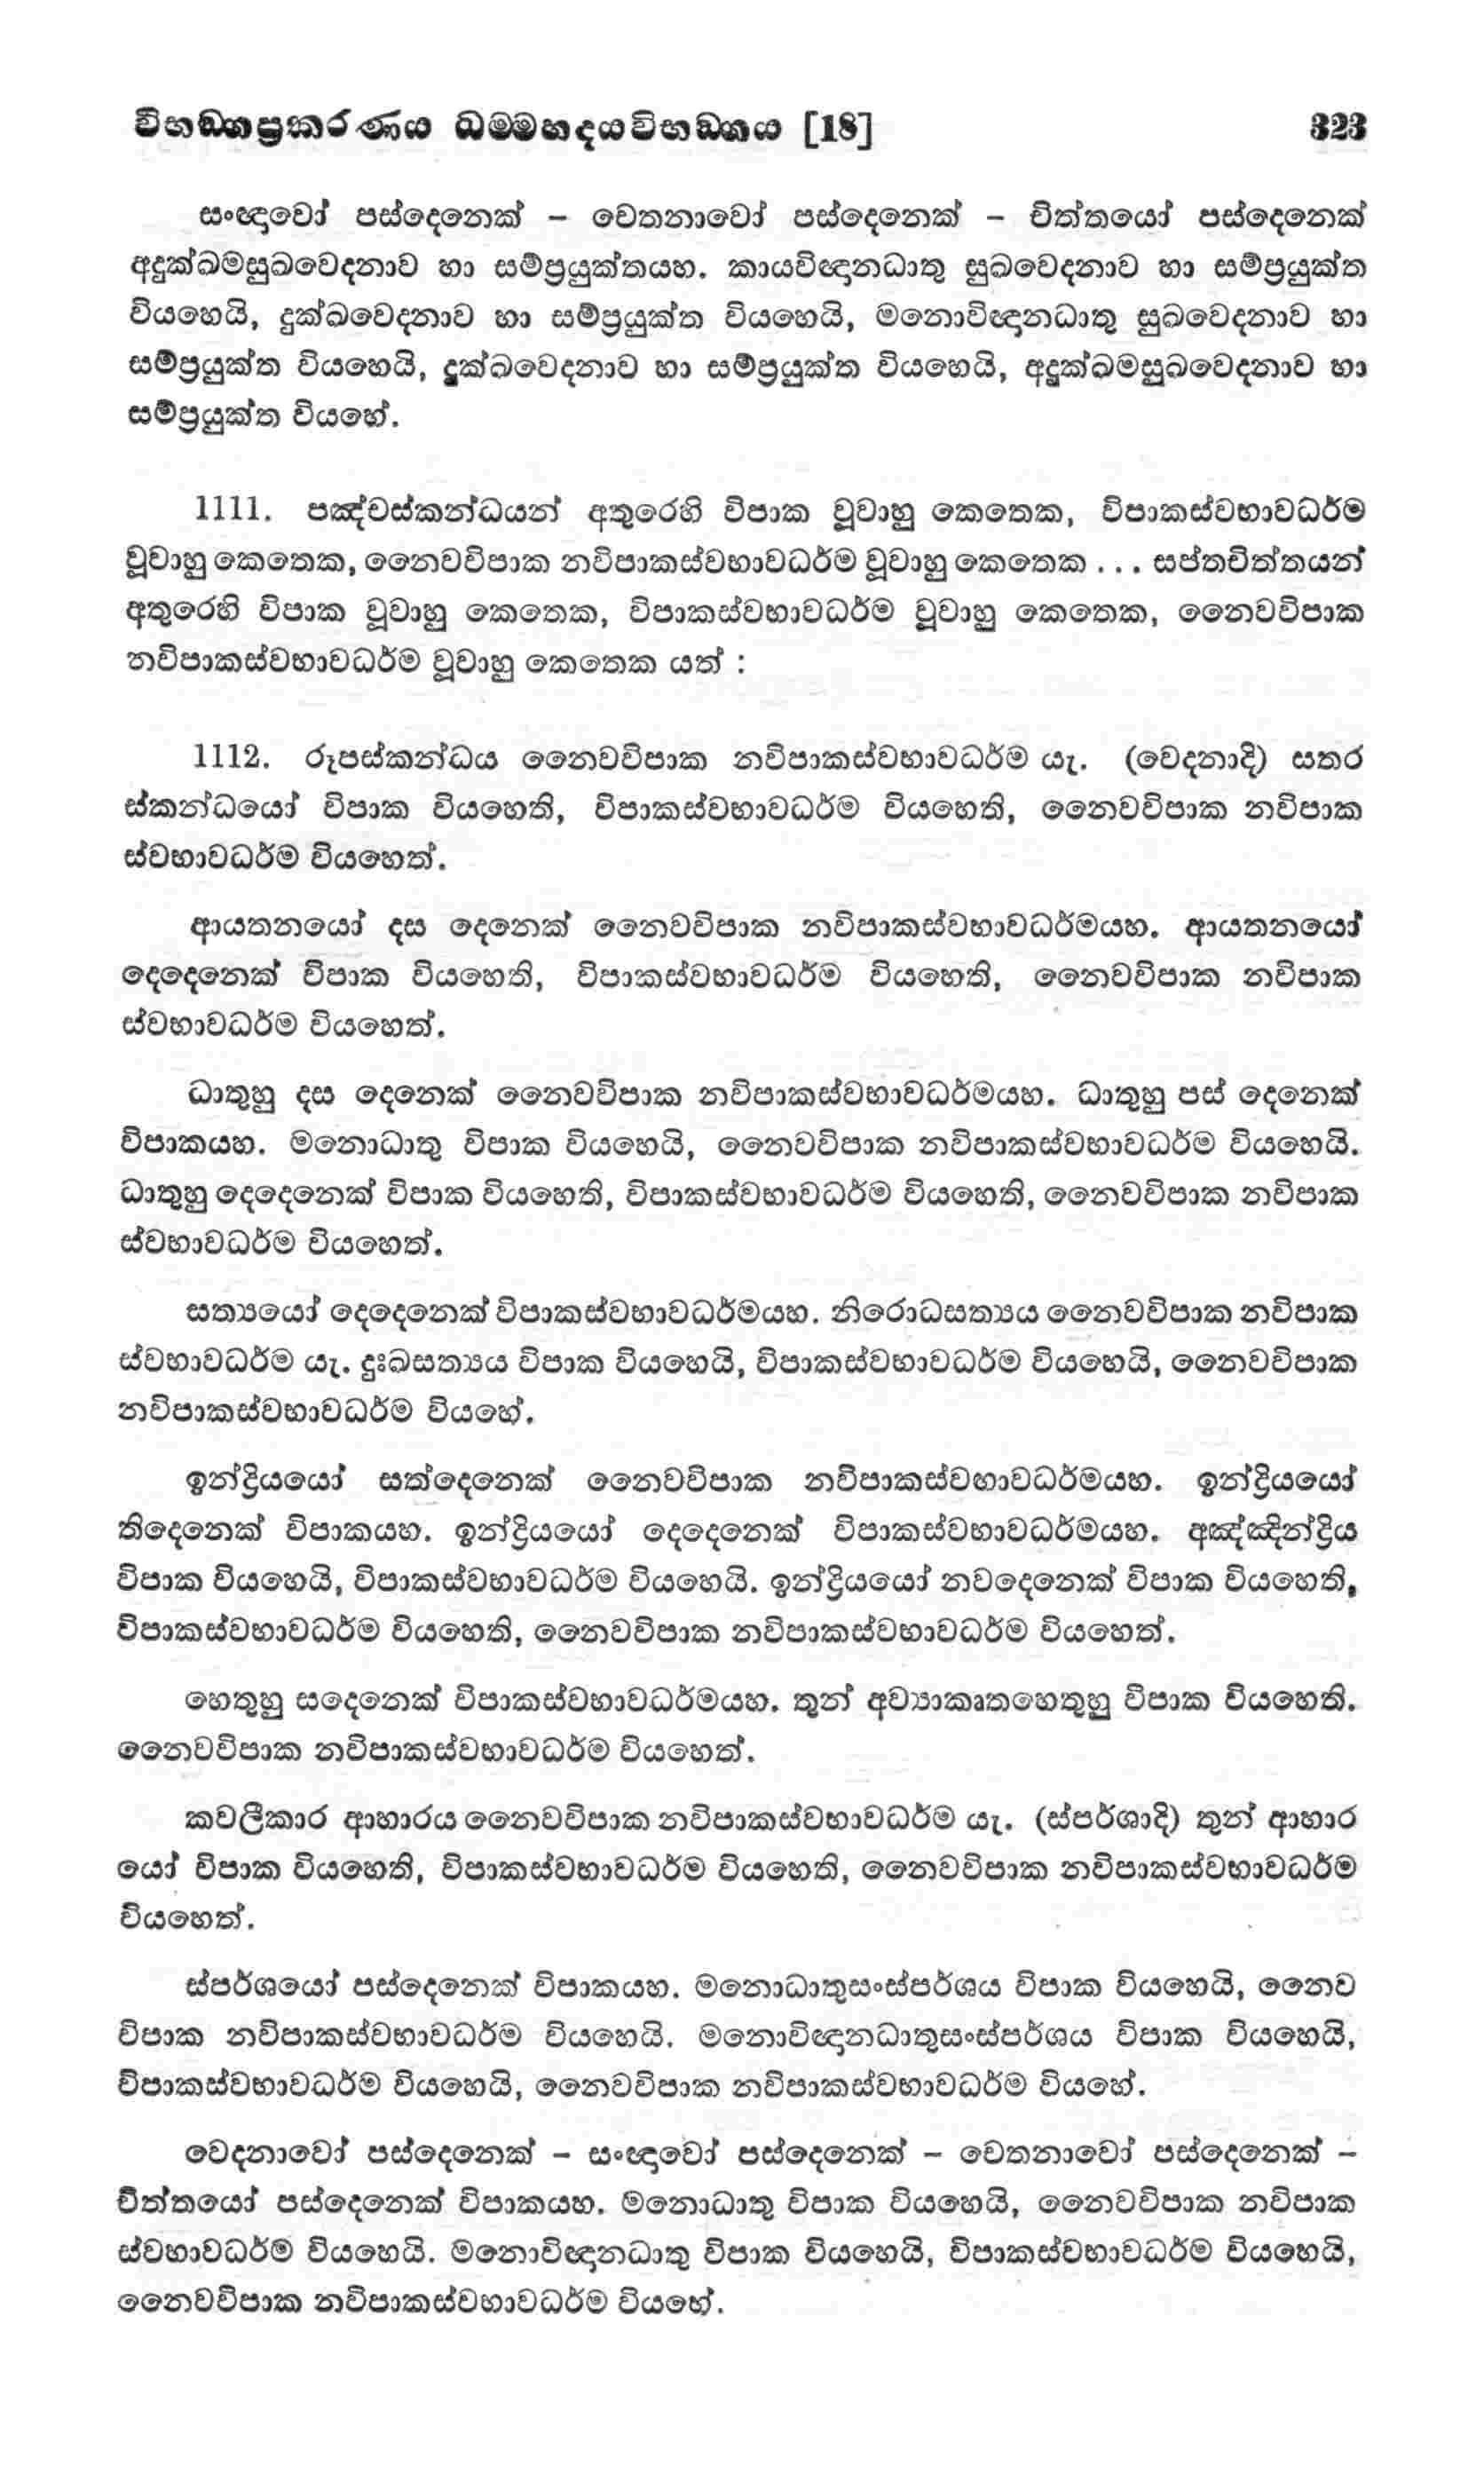 විභඞ්ගප්‍රකරණය ධම්මහදයවිභඞ්ගය [18] 323
සංඥාවෝ පස්දෙනෙක් – චෙතනාවෝ පස්දෙනෙක් – චිත්තයෝ පස්දෙනෙක්
අදුක්ඛමසුඛවෙදනාව හා සම්ප්‍රයුක්තයහ. කායවිඥානධාතු සුඛවෙදනාව හා සම්ප්‍රයුක්ත
වියහෙයි, දුක්ඛවෙදනාව හා සම්ප්‍රයුක්ත වියහෙයි, මනොවිඥානධාතු සුඛවෙදනාව හා
සම්ප්‍රයුක්ත වියහෙයි, දුක්ඛවෙදනාව හා සම්ප්‍රයුක්ත වියහෙයි, අදුක්ඛමසුඛවෙදනාව හා
සම්ප්‍රයුක්ත වියහේ.
1111. පඤ්චස්කන්ධයන් අතුරෙහි විපාක වූවාහු කෙතෙක, විපාකස්වභාවධර්ම
වූවාහු කෙතෙක, නෛවවිපාක නවිපාකස්වභාවධර්ම වූවාහු කෙතෙක ... සප්තචිත්තයන්
අතුරෙහි විපාක වූවාහු කෙතෙක, විපාකස්වභාවධර්ම වූවාහු කෙතෙක, නෛවවිපාක
නවිපාකස්වභාවධර්ම වූවාහු කෙතෙක යත් :
1112. රූපස්කන්ධය නෛවවිපාක නවිපාකස්වභාවධර්ම යැ. (වෙදනාදි) සතර
ස්කන්ධයෝ විපාක වියහෙති, විපාකස්වභාවධර්ම වියහෙති, නෛවවිපාක නවිපාක
ස්වභාවධර්ම වියහෙත්.
ආයතනයෝ දස දෙනෙක් නෛවවිපාක නවිපාකස්වභාවධර්මයහ. ආයතනයෝ
දෙදෙනෙක් විපාක වියහෙති, විපාකස්වභාවධර්ම වියහෙති, නෛවවිපාක නවිපාක
ස්වභාවධර්ම වියහෙත්.
ධාතුහු දස දෙනෙක් නෛවවිපාක නවිපාකස්වභාවධර්මයහ. ධාතුහු පස් දෙනෙක්
විපාකයහ. මනොධාතු විපාක වියහෙයි, නෛවවිපාක නවිපාකස්වභාවධර්ම වියහෙයි.
ධාතුහු දෙදෙනෙක් විපාක වියහෙති, විපාකස්වභාවධර්ම වියහෙති, නෛවවිපාක නවිපාක
ස්වභාවධර්ම වියහෙත්.
සත්‍යයෝ දෙදෙනෙක් විපාකස්වභාවධර්මයහ. නිරොධසත්‍යය නෛවවිපාක නවිපාක
ස්වභාවධර්ම යැ. දුඃඛසත්‍යය විපාක වියහෙයි, විපාකස්වභාවධර්ම වියහෙයි, නෛවවිපාක
නවිපාකස්වභාවධර්ම වියහේ.
ඉන්ද්‍රියයෝ සත්දෙනෙක් නෛවවිපාක නවිපාකස්වභාවධර්මයහ. ඉන්ද්‍රියයෝ
තිදෙනෙක් විපාකයහ. ඉන්ද්‍රියයෝ දෙදෙනෙක් විපාකස්වභාවධර්මයහ. අඤ්ඤින්ද්‍රිය
විපාක වියහෙයි, විපාකස්වභාවධර්ම වියහෙයි. ඉන්ද්‍රියයෝ නවදෙනෙක් විපාක වියහෙති,
විපාකස්වභාවධර්ම වියහෙති, නෛවවිපාක නවිපාකස්වභාවධර්ම වියහෙත්.
හෙතුහු සදෙනෙක් විපාකස්වභාවධර්මයහ. තුන් අව්‍යාකෘතහෙතුහු විපාක වියහෙති.
නෛවවිපාක නවිපාකස්වභාවධර්ම වියහෙත්.
කවලීකාර ආහාරය නෛවවිපාක නවිපාකස්වභාවධර්ම යැ. (ස්පර්ශාදි) තුන් ආහාර
යෝ විපාක වියහෙති, විපාකස්වභාවධර්ම වියහෙති, නෛවවිපාක නවිපාකස්වභාවධර්ම
වියහෙත්.
ස්පර්ශයෝ පස්දෙනෙක් විපාකයහ. මනොධාතුසංස්පර්ශය විපාක වියහෙයි, නෛව
විපාක නවිපාකස්වභාවධර්ම වියහෙයි. මනොවිඥානධාතුසංස්පර්ශය විපාක වියහෙයි,
විපාකස්වභාවධර්ම වියහෙයි, නෛවවිපාක නවිපාකස්වභාවධර්ම වියහේ.
වෙදනාවෝ පස්දෙනෙක් – සංඥාවෝ පස්දෙනෙක් – චෙතනාවෝ පස්දෙනෙක් –
චිත්තයෝ පස්දෙනෙක් විපාකයහ. මනොධාතු විපාක වියහෙයි, නෛවවිපාක නවිපාක
ස්වභාවධර්ම වියහෙයි. මනොවිඥානධාතු විපාක වියහෙයි, විපාකස්වභාවධර්ම වියහෙයි,
නෛවවිපාක නවිපාකස්වභාවධර්ම වියහේ.